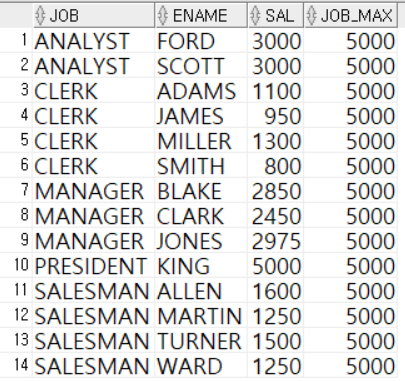 JOB ENAME SAL JOB_MAX
1 ANALYST FORD 3000 5000
2 ANALYST SCOTT 3000 5000
3 CLERK ADAMS 1100 5000
4 CLERK JAMES 950 5000
5 CLERK MILLER 1300 5000
6 CLERK SMITH 800 5000
7 MANAGER BLAKE 2850 5000
8 MANAGER CLARK 2450 5000
9 MANAGER JONES 2975 5000
10 PRESIDENT KING 5000 5000
11 SALESMAN ALLEN 1600 5000
12 SALESMAN MARTIN 1250 5000
13 SALESMAN TURNER 1500 5000
14 SALESMAN WARD 1250 5000